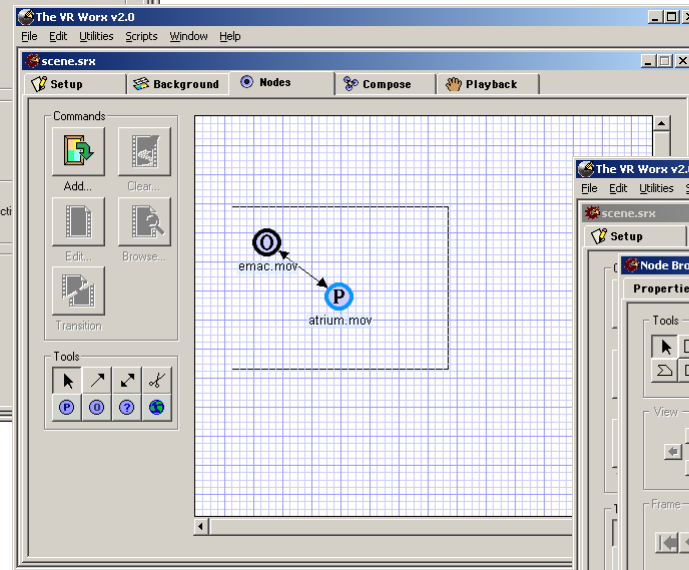 The VR Worx v2.0
File Edit Utilities Scripts Window Help
scene.srx
Setup Background Nodes Compose Playback
Commands
Add... Clear...
Edit... Browse...
Transition
Tools
P O ? 
O
emac.mov
P
atrium.mov
The VR Worx v2.0
File Edit Utilities
scene.srx
Setup
Node Bro
Propertie
Tools
View
Frame